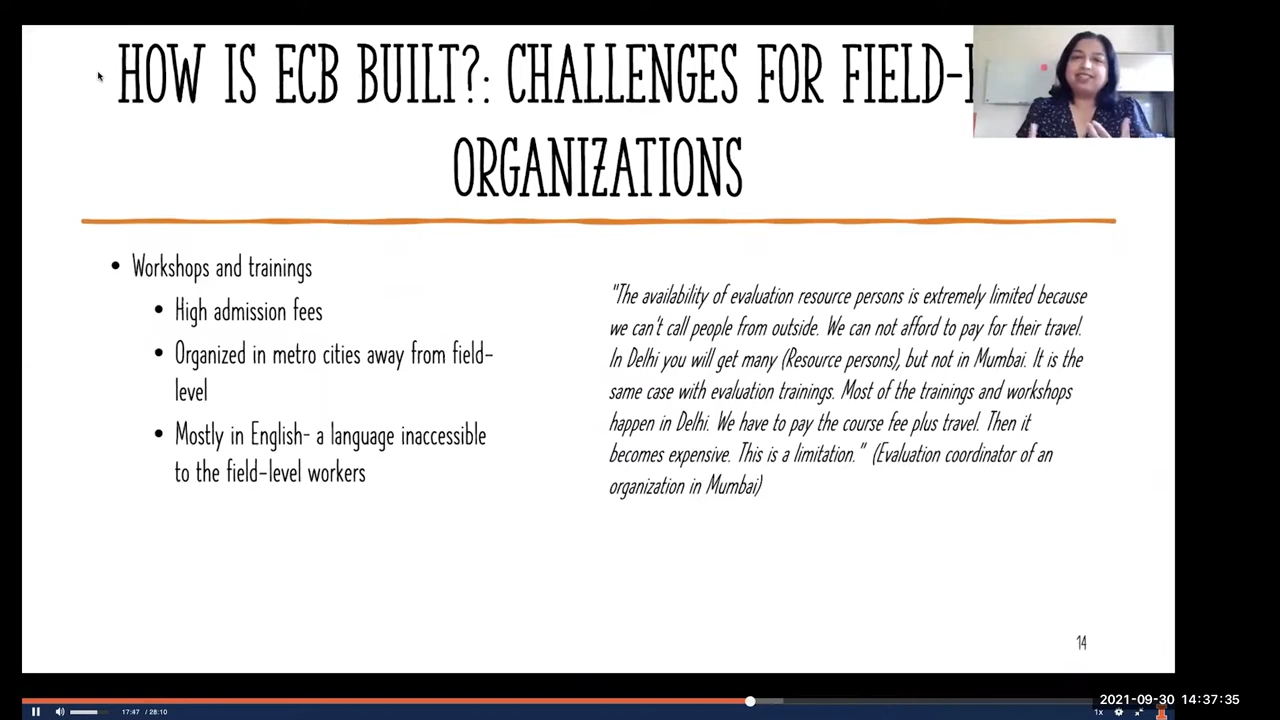 HOW IS ECB BUILT?: CHALLENGES FOR FIELD-
ORGANIZATIONS
• Workshops and trainings
• High admission fees
• Organized in metro cities away from field-
level
• Mostly in English- a language inaccessible
to the field-level workers
"The availability of evaluation resource persons is extremely limited because
we can't call people from outside. We can not afford to pay for their travel.
In Delhi you will get many (Resource persons), but not in Mumbai. It is the
same case with evaluation trainings. Most of the trainings and workshops
happen in Delhi. We have to pay the course fee plus travel. Then it
becomes expensive. This is a limitation." (Evaluation coordinator of an
organization in Mumbai)
14
2021-09-30 14:37:35
17:47 / 28:10
1x